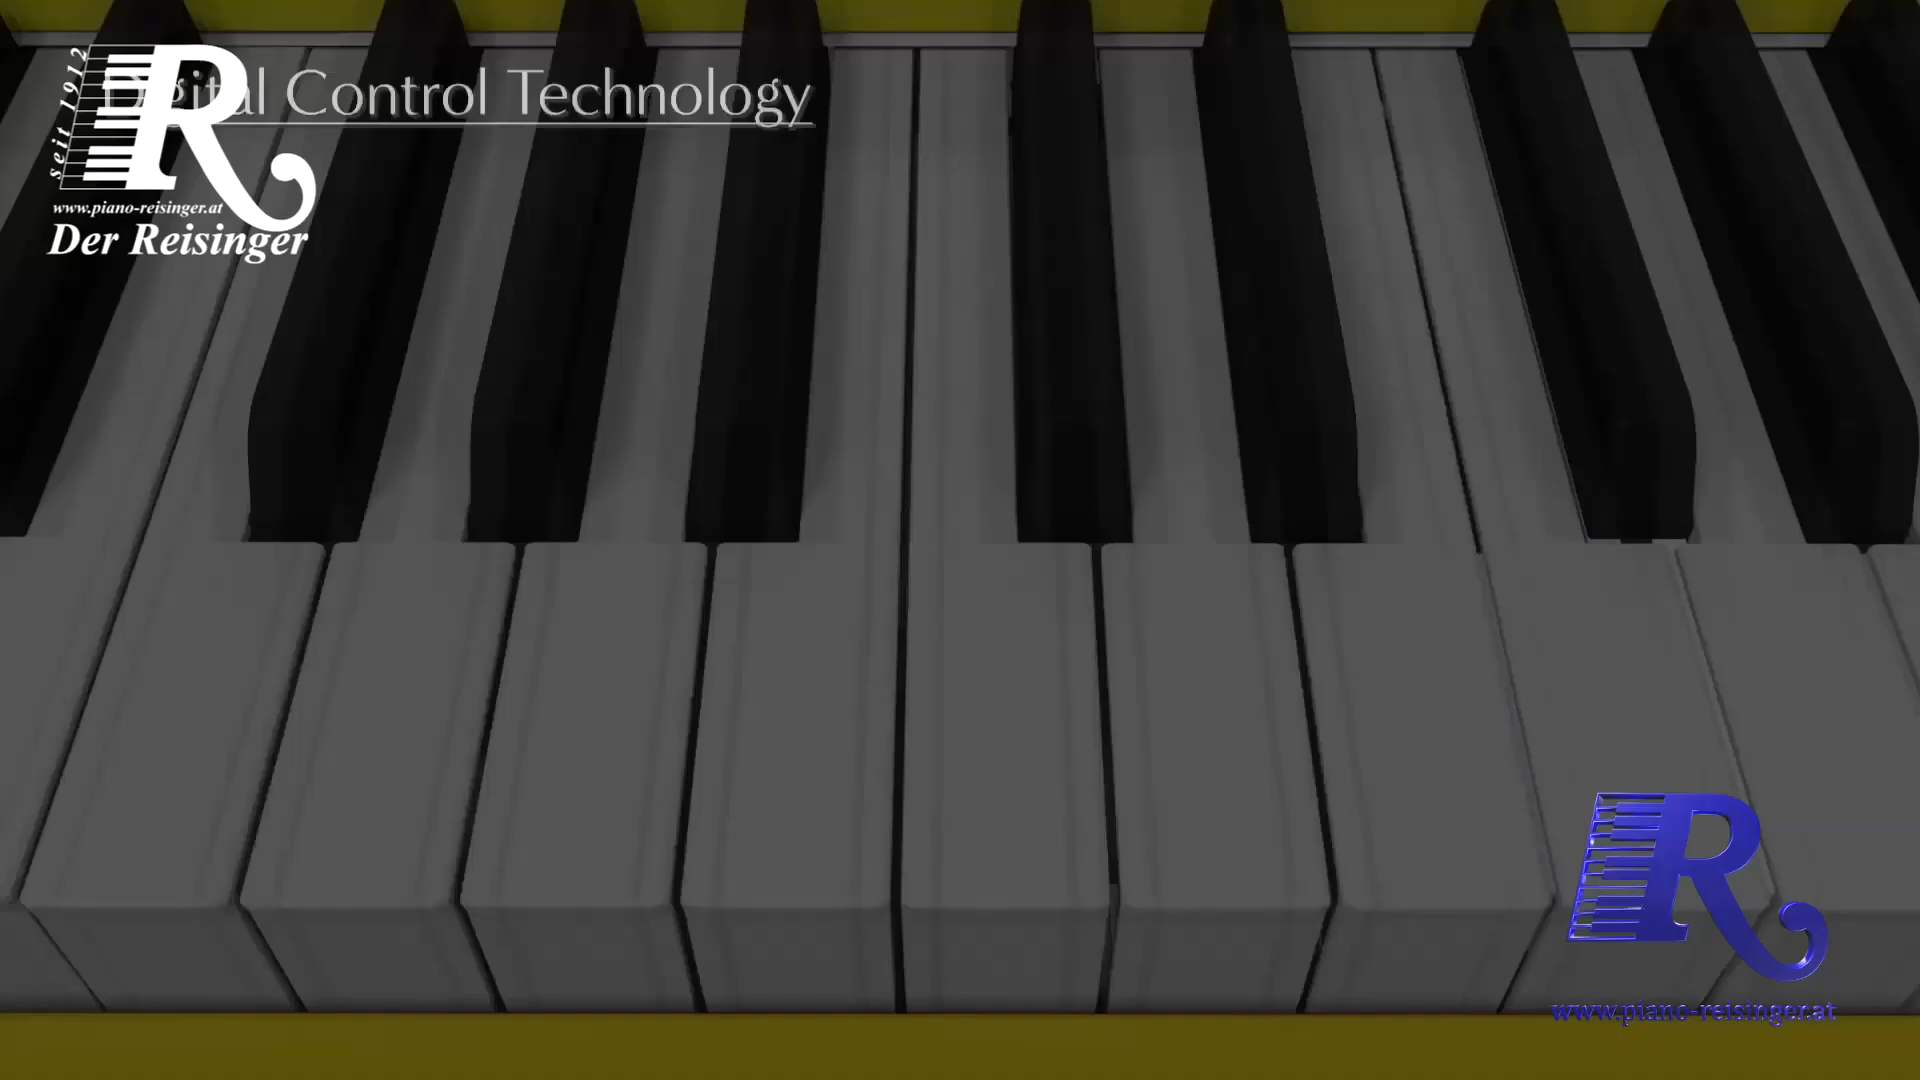 Digital Control Technology
seit 1912
R
www.piano-reisinger.at
Der Reisinger
R
www.piano-reisinger.at